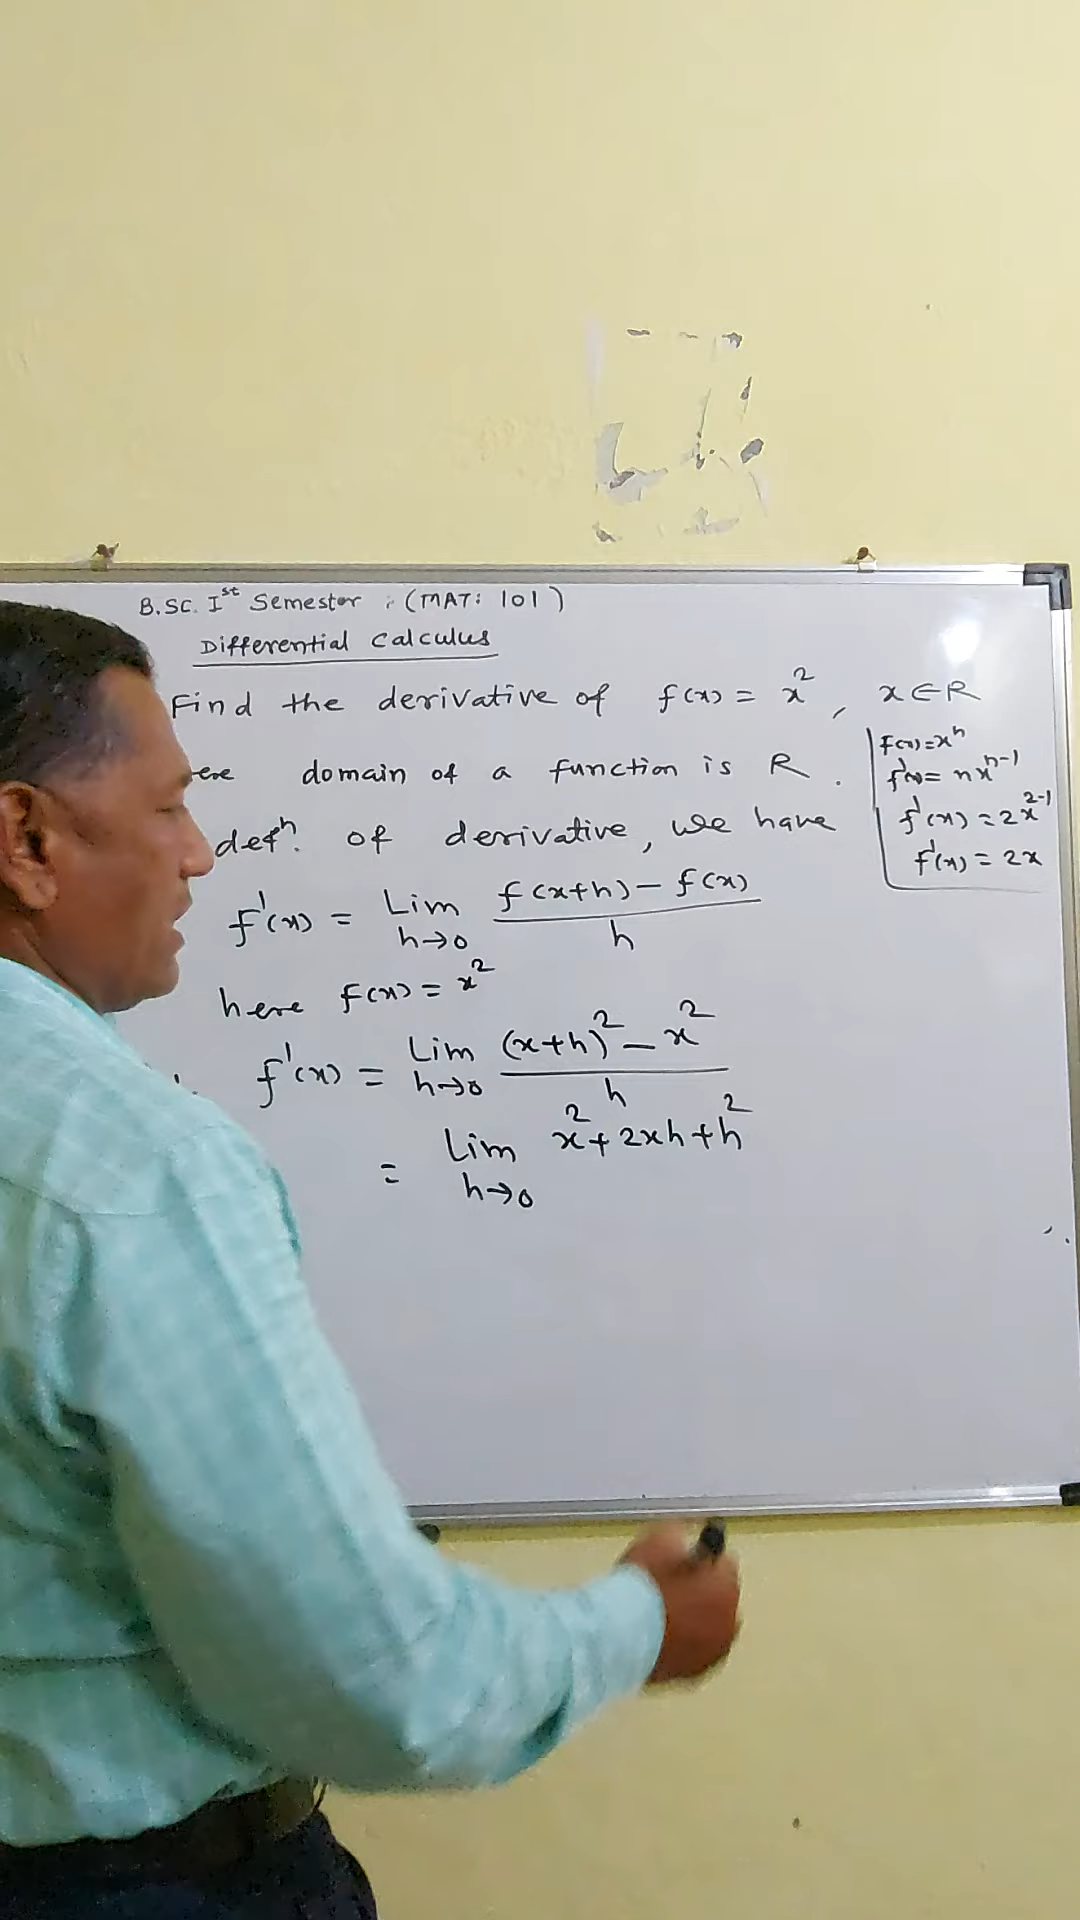 B.SC. Ist Semester : (MAT: 101)
Differential Calculus
Find the derivative of f(x) = x², x ∈ R
domain of a function is R.
defⁿ. of derivative, we have
f'(x) = Lim h→0 f(x+h) - f(x) / h
here f(x) = x²
f'(x) = Lim h→0 (x+h)² - x² / h
= Lim h→0 x² + 2xh + h²
f(x) = xⁿ
f'(x) = nxⁿ⁻¹
f'(x) = 2x²⁻¹
f'(x) = 2x